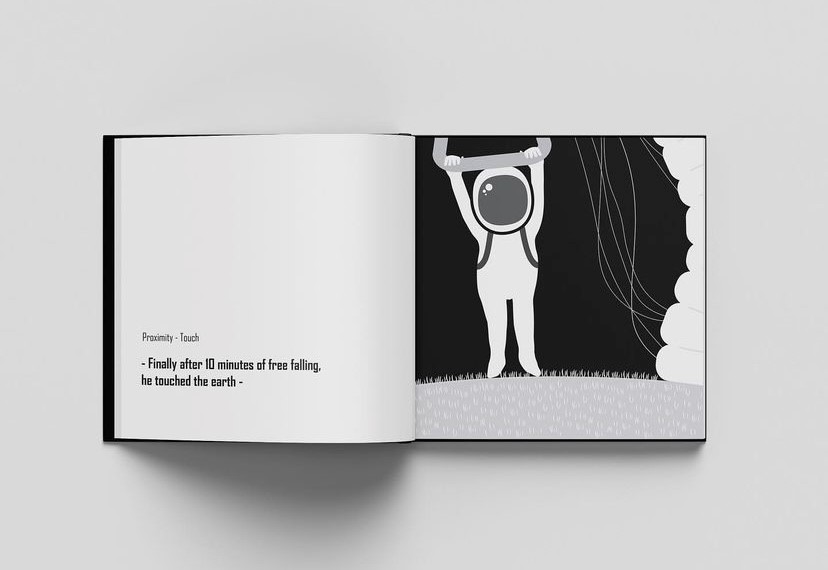 Proximity - Touch
- Finally after 10 minutes of free falling,
he touched the earth -